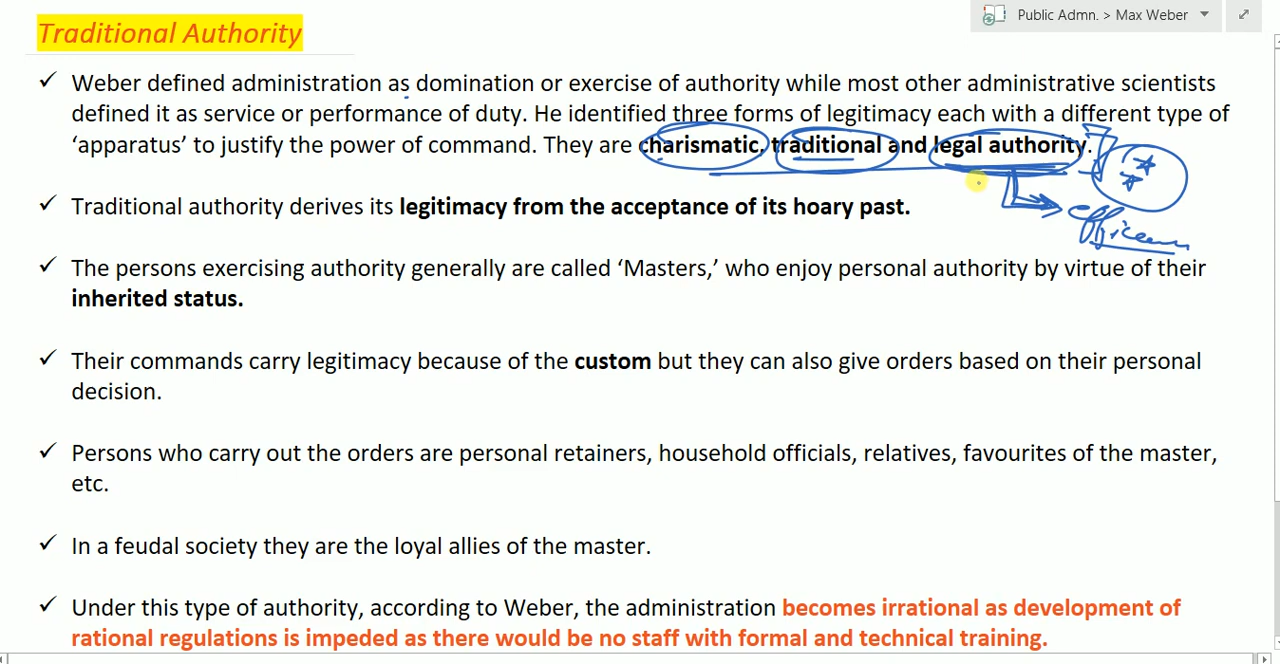 Public Admn. > Max Weber
Traditional Authority
✓ Weber defined administration as domination or exercise of authority while most other administrative scientists
defined it as service or performance of duty. He identified three forms of legitimacy each with a different type of
‘apparatus’ to justify the power of command. They are charismatic, traditional and legal authority.
✓ Traditional authority derives its legitimacy from the acceptance of its hoary past.
✓ The persons exercising authority generally are called ‘Masters,’ who enjoy personal authority by virtue of their
inherited status.
✓ Their commands carry legitimacy because of the custom but they can also give orders based on their personal
decision.
✓ Persons who carry out the orders are personal retainers, household officials, relatives, favourites of the master,
etc.
✓ In a feudal society they are the loyal allies of the master.
✓ Under this type of authority, according to Weber, the administration becomes irrational as development of
rational regulations is impeded as there would be no staff with formal and technical training.